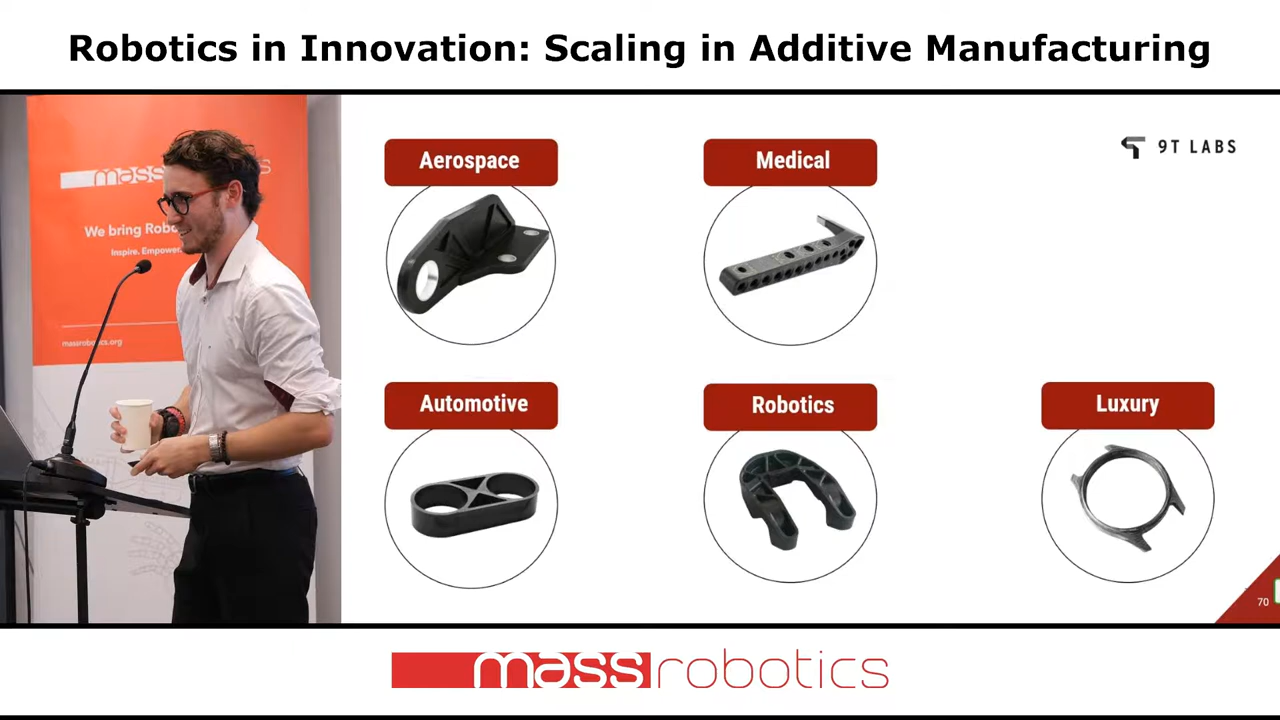 Robotics in Innovation: Scaling in Additive Manufacturing
mass
We bring Robo
Inspire. Empower.
massrobotics.org
9T LABS
Aerospace
Medical
Automotive
Robotics
Luxury
70
massrobotics